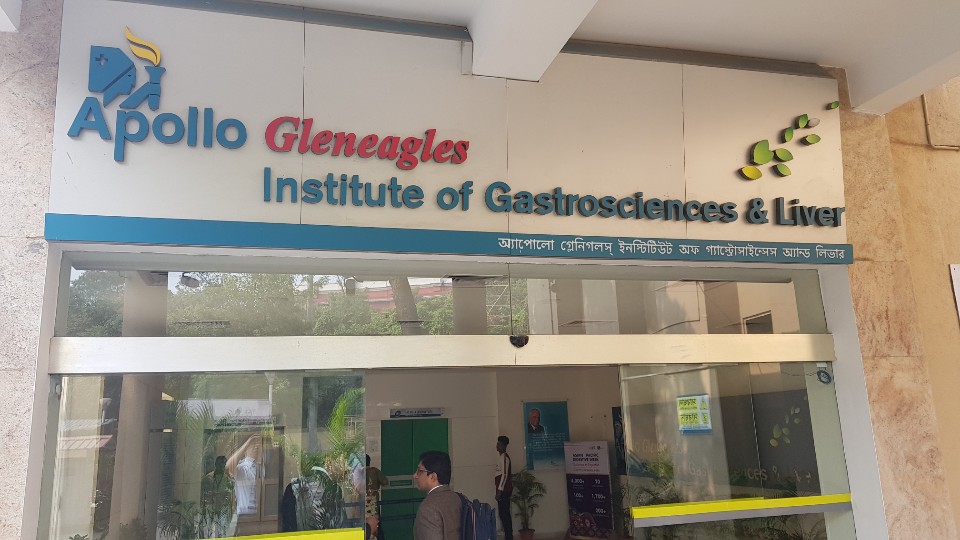 Apollo Gleneagles
Institute of Gastrosciences & Liver
অ্যাপোলো গ্লেনিগলস্ ইনস্টিটিউট অফ গ্যাস্ট্রোসাইন্সেস অ্যান্ড লিভার